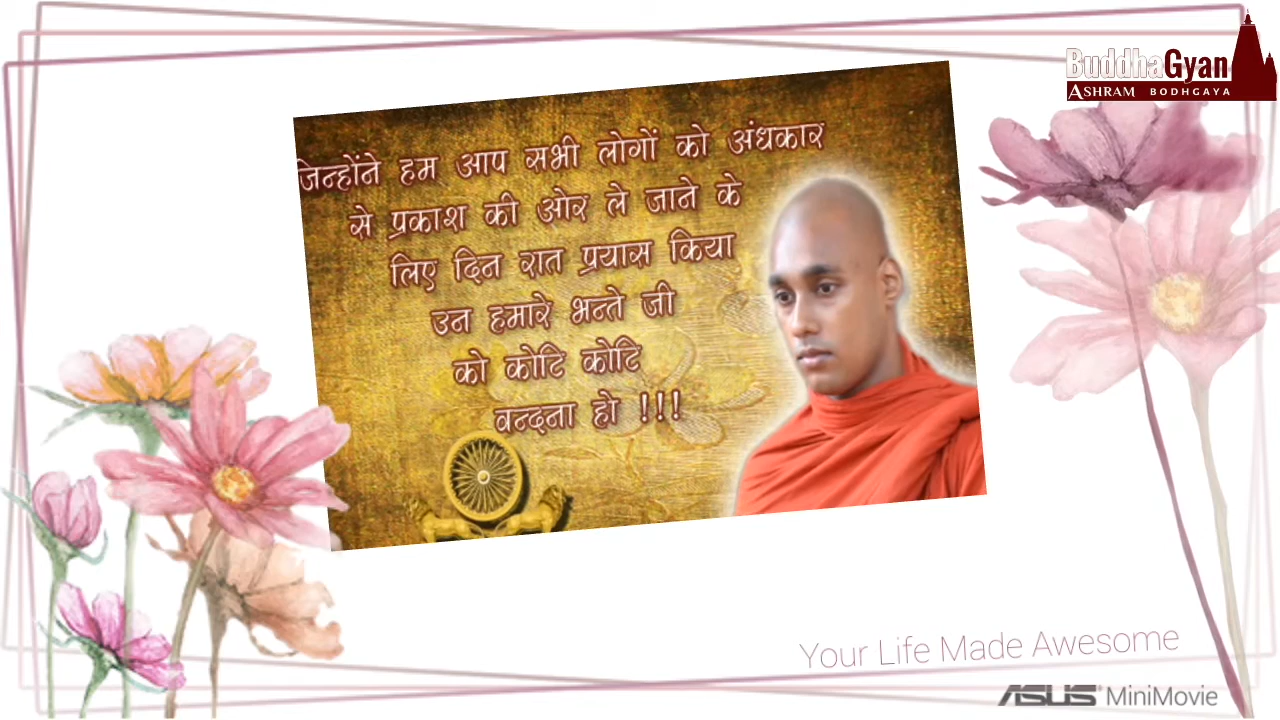 BuddhaGyan
ASHRAM BODHGAYA
जिन्होंने हम आप सभी लोगों को अंधकार
से प्रकाश की ओर ले जाने के
लिए दिन रात प्रयास किया
उन हमारे भन्ते जी
को कोटि कोटि
वन्दना हो !!!
Your Life Made Awesome
ASUS MiniMovie